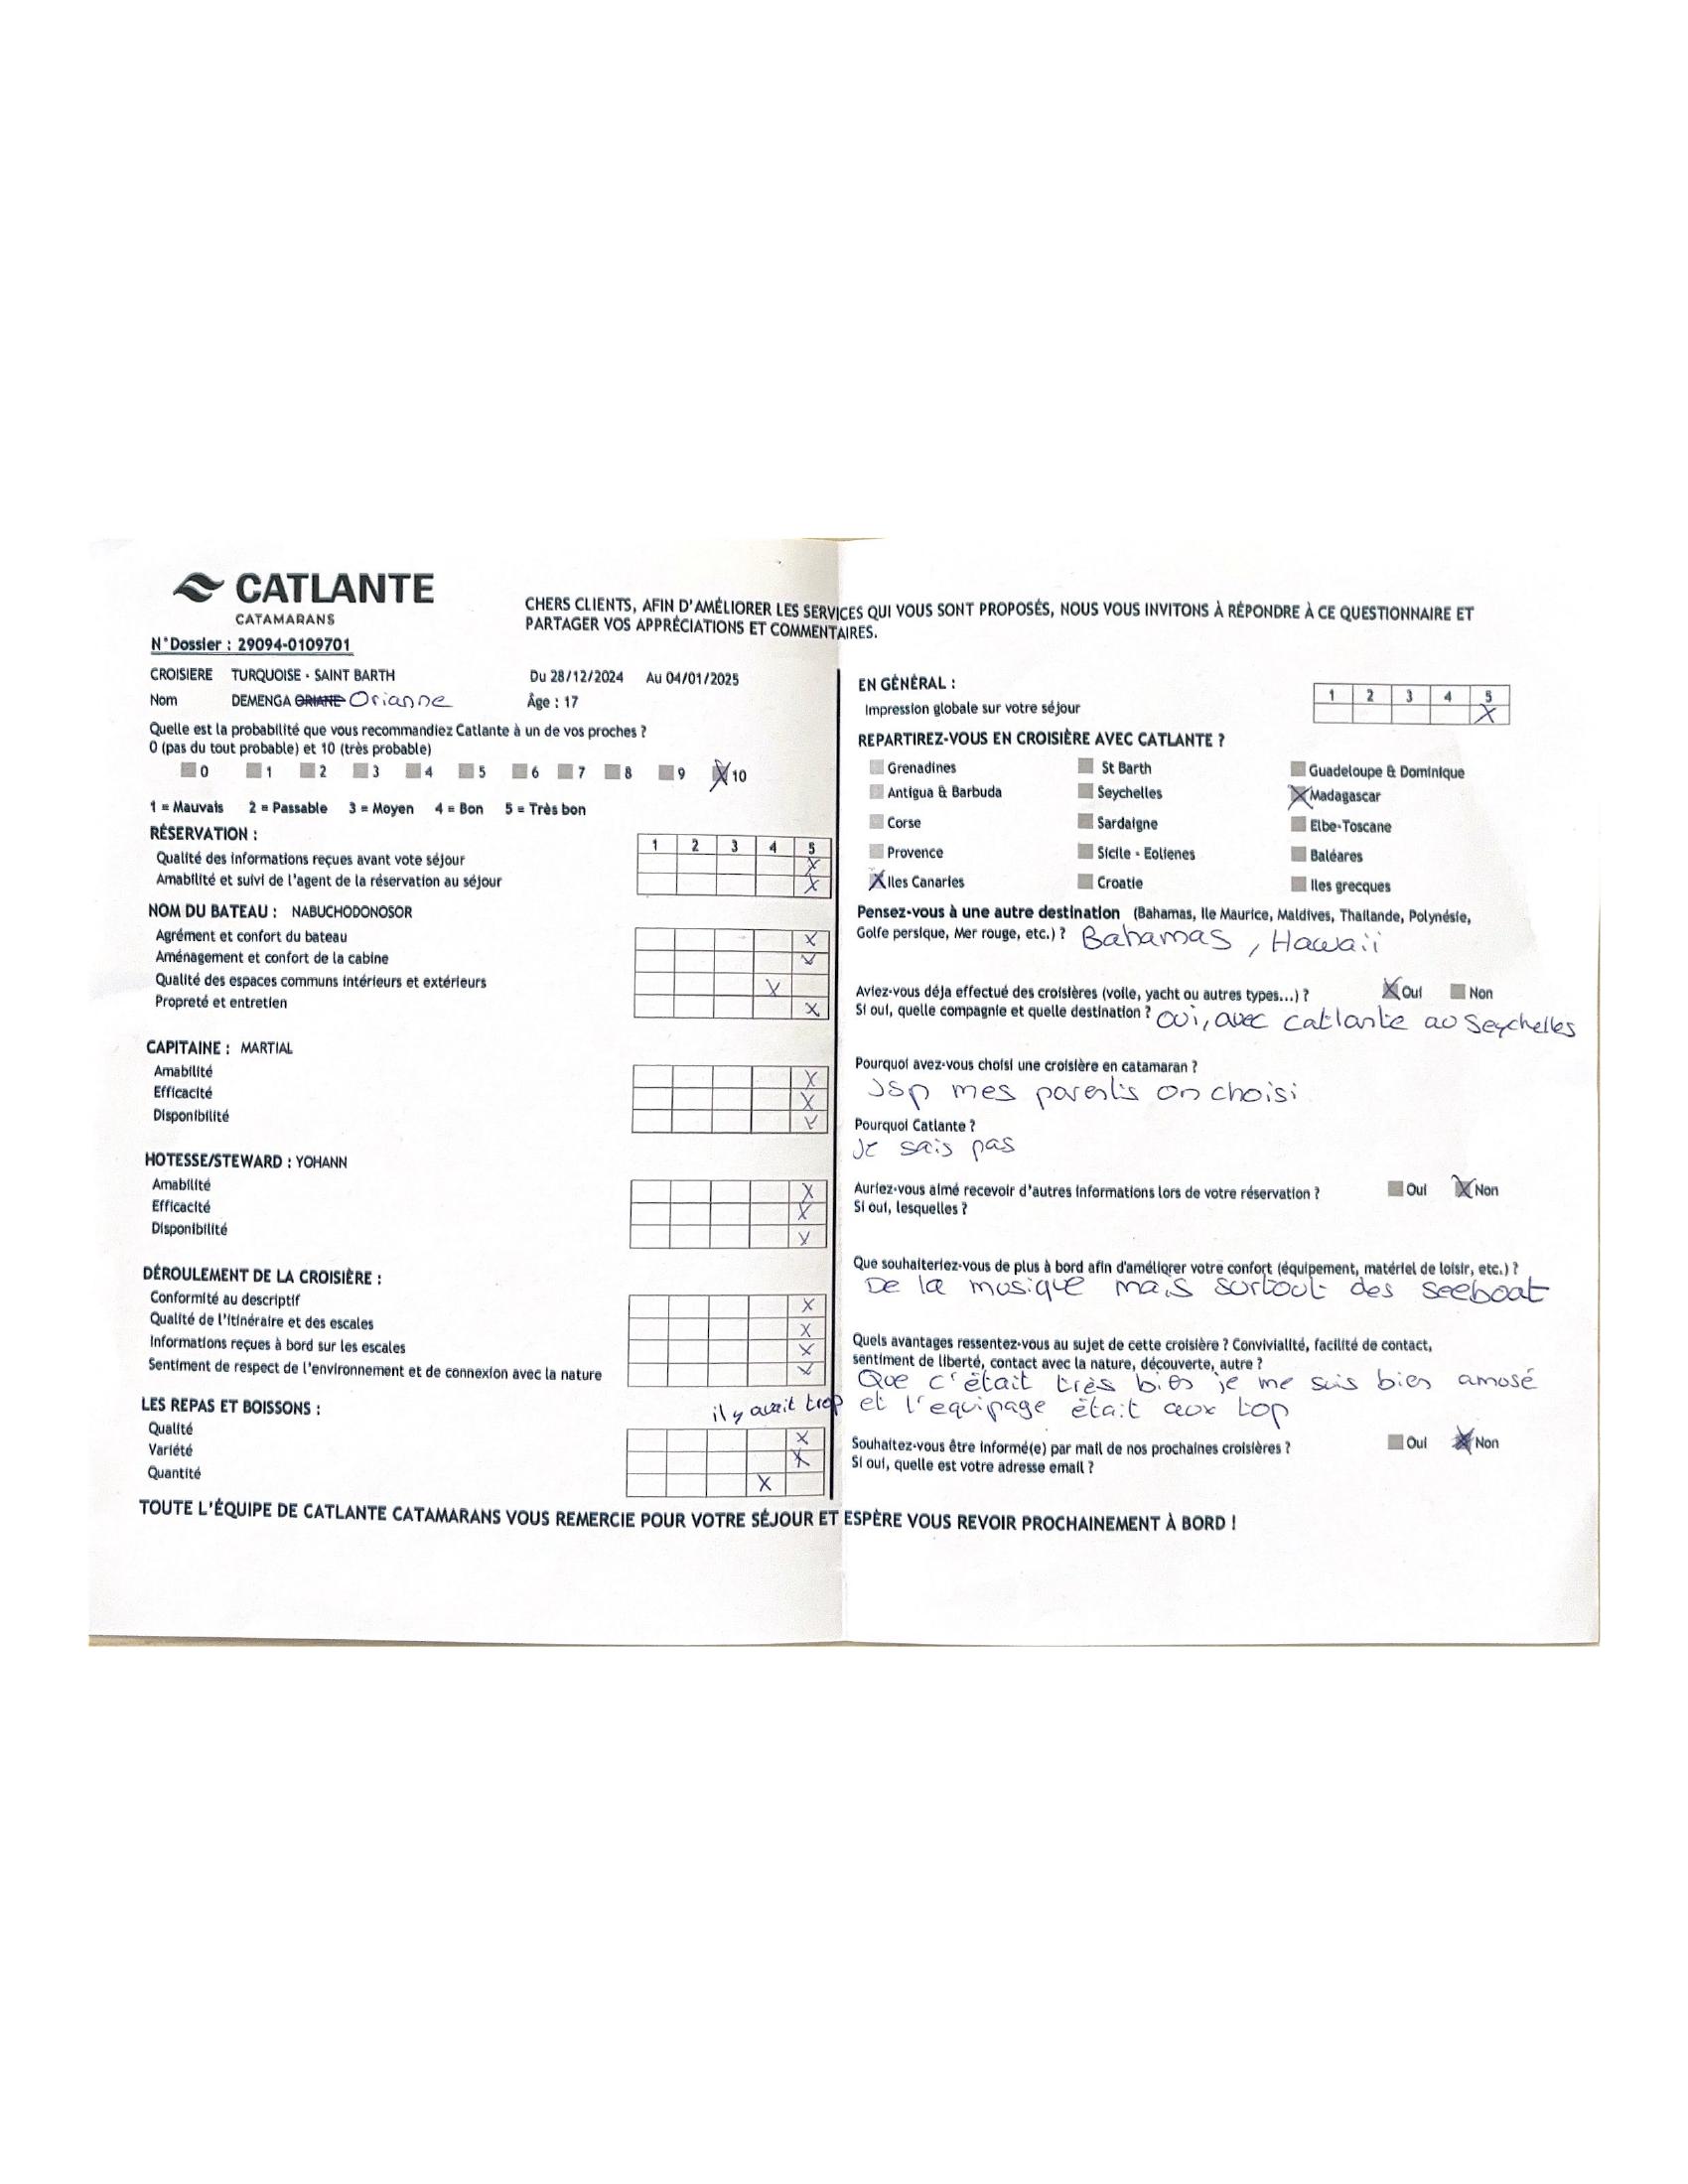 CATLANTE
CATAMARANS
N°Dossier : 29094-0109701
CHERS CLIENTS, AFIN D'AMÉLIORER LES SERVICES QUI VOUS SONT PROPOSÉS, NOUS VOUS INVITONS À RÉPONDRE À CE QUESTIONNAIRE ET
PARTAGER VOS APPRÉCIATIONS ET COMMENTAIRES.
CROISIERE TURQUOISE - SAINT BARTH Du 28/12/2024 Au 04/01/2025
Nom DEMENGA ORIANE Orianne Âge : 17
Quelle est la probabilité que vous recommandiez Catlante à un de vos proches ?
0 (pas du tout probable) et 10 (très probable)
0 1 2 3 4 5 6 7 8 9 X 10
1 = Mauvais 2 = Passable 3 = Moyen 4 = Bon 5 = Très bon
RÉSERVATION :
1 2 3 4 5
Qualité des informations reçues avant vote séjour X
Amabilité et suivi de l'agent de la réservation au séjour X
NOM DU BATEAU : NABUCHODONOSOR
Agrément et confort du bateau X
Aménagement et confort de la cabine X
Qualité des espaces communs intérieurs et extérieurs X
Propreté et entretien X
CAPITAINE : MARTIAL
Amabilité X
Efficacité X
Disponibilité X
HOTESSE/STEWARD : YOHANN
Amabilité X
Efficacité X
Disponibilité X
DÉROULEMENT DE LA CROISIÈRE :
Conformité au descriptif X
Qualité de l'itinéraire et des escales X
Informations reçues à bord sur les escales X
Sentiment de respect de l'environnement et de connexion avec la nature X
LES REPAS ET BOISSONS : il y avait trop
Qualité X
Variété X
Quantité X
EN GÉNÉRAL :
1 2 3 4 5
Impression globale sur votre séjour X
REPARTIREZ-VOUS EN CROISIÈRE AVEC CATLANTE ?
Grenadines St Barth Guadeloupe & Dominique
Antigua & Barbuda Seychelles X Madagascar
Corse Sardaigne Elbe-Toscane
Provence Sicile - Eoliennes Baléares
X Iles Canaries Croatie Iles grecques
Pensez-vous à une autre destination (Bahamas, Ile Maurice, Maldives, Thaïlande, Polynésie,
Golfe persique, Mer rouge, etc.) ? Bahamas, Hawaii
Aviez-vous déja effectué des croisières (voile, yacht ou autres types...) ? X Oui Non
Si oui, quelle compagnie et quelle destination ? oui, avec catlante au Seychelles
Pourquoi avez-vous choisi une croisière en catamaran ?
Jsp mes parents on choisi
Pourquoi Catlante ?
Je sais pas
Auriez-vous aimé recevoir d'autres informations lors de votre réservation ? Oui X Non
Si oui, lesquelles ?
Que souhaiteriez-vous de plus à bord afin d'améliorer votre confort (équipement, matériel de loisir, etc.) ?
De la musique mais surtout des seeboat
Quels avantages ressentez-vous au sujet de cette croisière ? Convivialité, facilité de contact,
sentiment de liberté, contact avec la nature, découverte, autre ?
Que c'était très bien je me suis bien amusé
et l'equipage était aux top
Souhaitez-vous être informé(e) par mail de nos prochaines croisières ? Oui X Non
Si oui, quelle est votre adresse email ?
TOUTE L'ÉQUIPE DE CATLANTE CATAMARANS VOUS REMERCIE POUR VOTRE SÉJOUR ET ESPÈRE VOUS REVOIR PROCHAINEMENT À BORD !